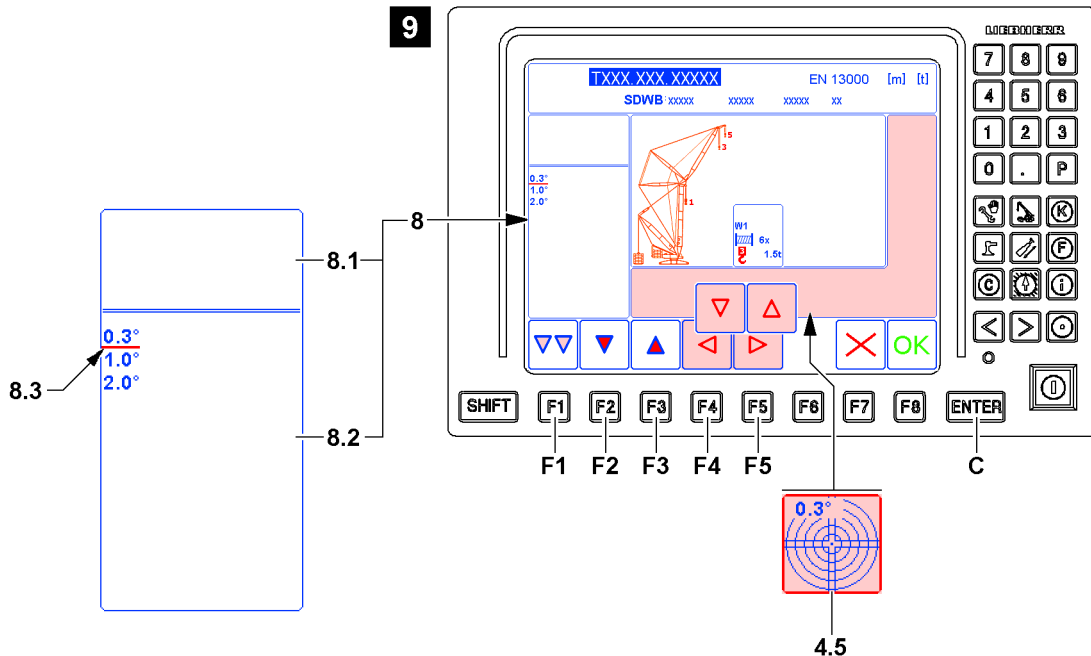 9
LIEBHERR
TXXX.XXX.XXXXX EN 13000 [m] [t]
SDWB xxxxx xxxxx xxxxx xx
7 8 9
4 5 6
1 2 3
0 . P
0.3°
1.0°
2.0°
5
3
1
W1
6x
3
1.5t
K
F
C i
OK
SHIFT F1 F2 F3 F4 F5 F6 F7 F8 ENTER
F1 F2 F3 F4 F5 C
8
8.1
0.3°
1.0°
2.0°
8.3
8.2
0.3°
4.5